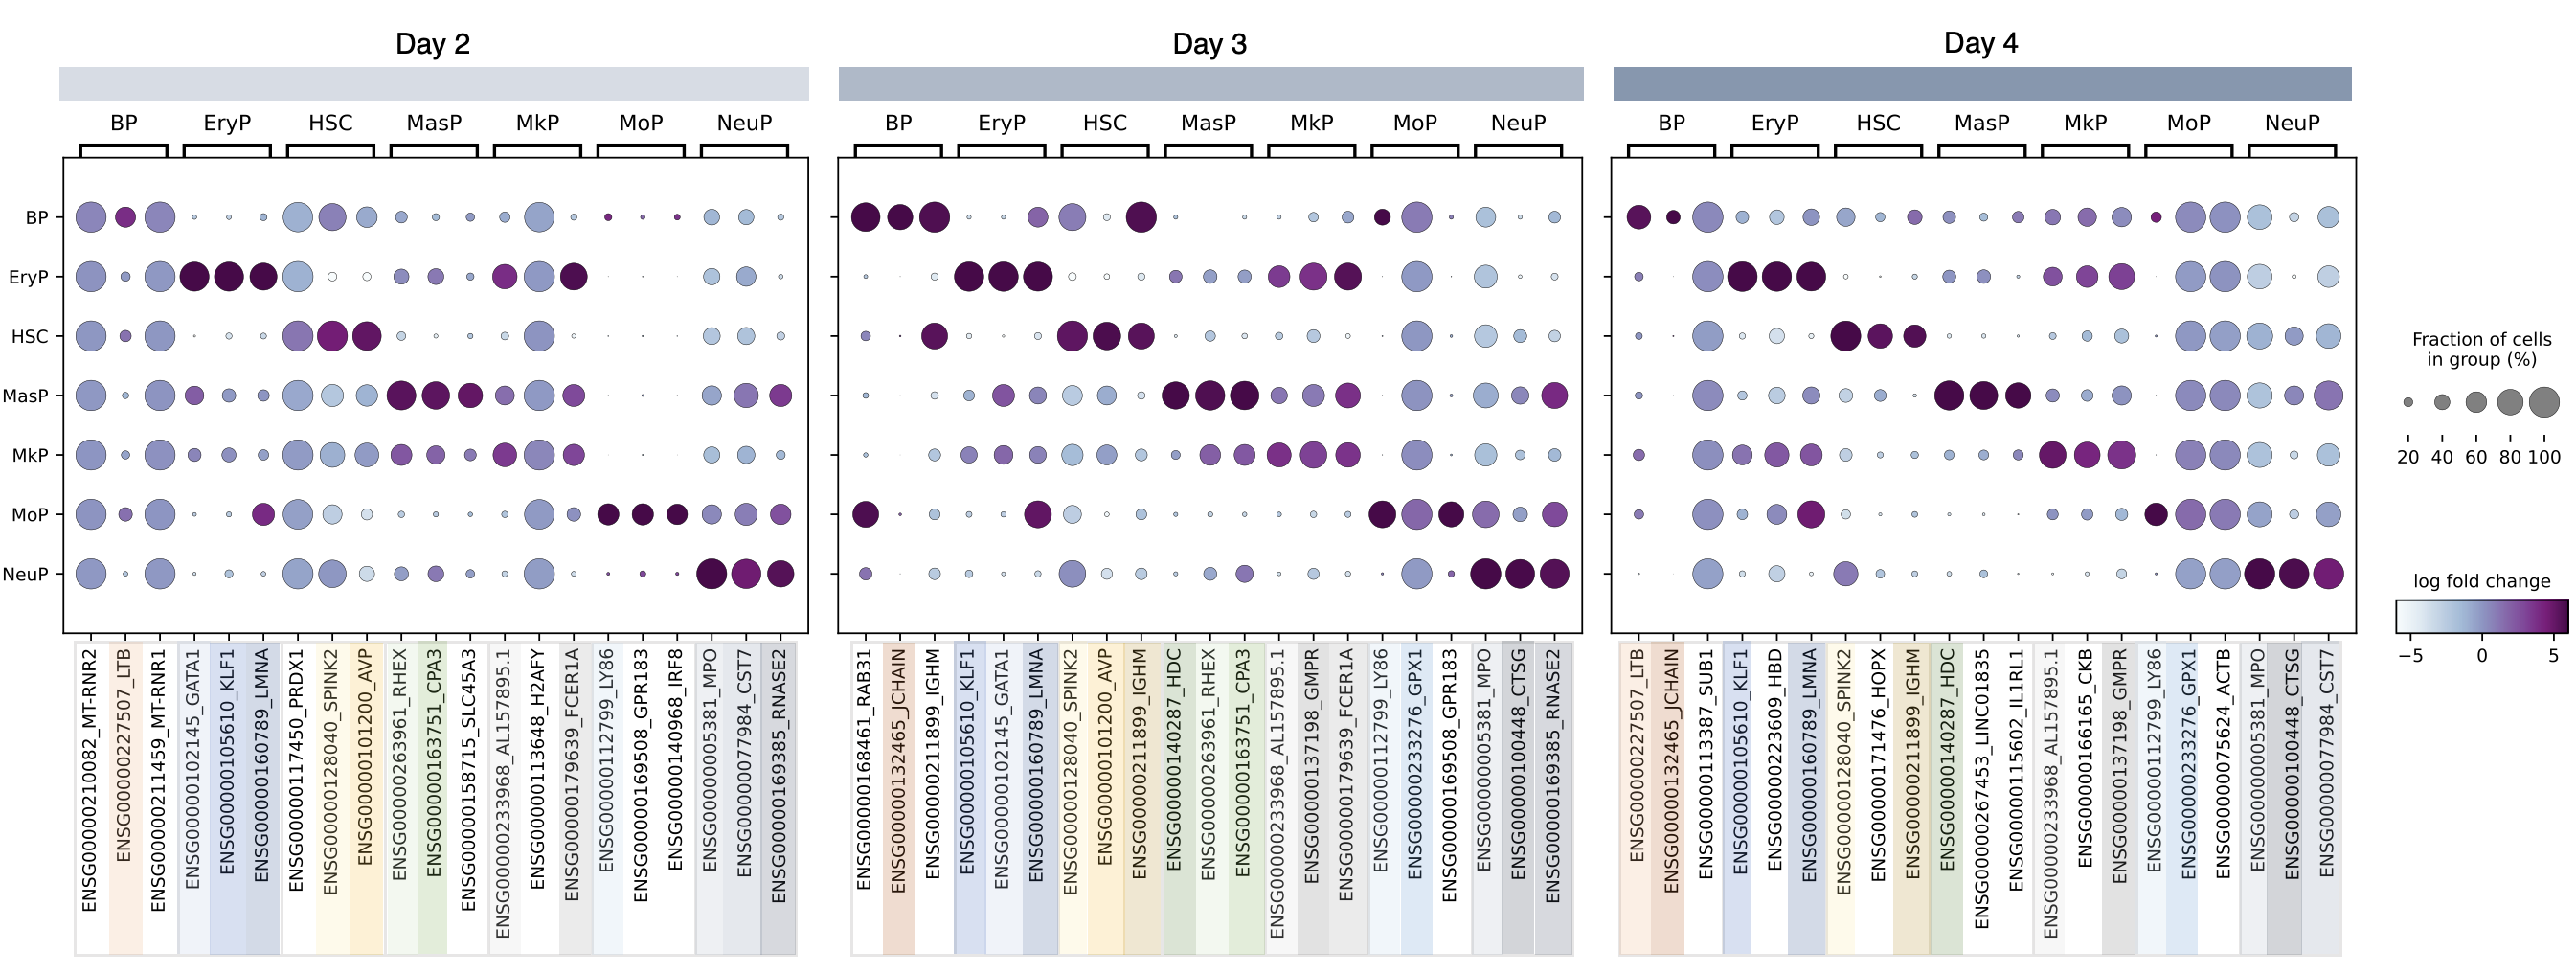 Day 2 Day 3 Day 4
BP EryP HSC MasP MkP MoP NeuP BP EryP HSC MasP MkP MoP NeuP BP EryP HSC MasP MkP MoP NeuP
BP
EryP
HSC
MasP
MkP
MoP
NeuP
ENSG00000210082_MT-RNR2
ENSG00000227507_LTB
ENSG00000211459_MT-RNR1
ENSG00000102145_GATA1
ENSG00000105610_KLF1
ENSG00000160789_LMNA
ENSG00000117450_PRDX1
ENSG00000128040_SPINK2
ENSG00000101200_AVP
ENSG00000263961_RHEX
ENSG00000163751_CPA3
ENSG00000158715_SLC45A3
ENSG00000233968_AL157895.1
ENSG00000113648_H2AFY
ENSG00000179639_FCER1A
ENSG00000112799_LY86
ENSG00000169508_GPR183
ENSG00000140968_IRF8
ENSG00000005381_MPO
ENSG00000077984_CST7
ENSG00000169385_RNASE2
ENSG00000168461_RAB31
ENSG00000132465_JCHAIN
ENSG00000211899_IGHM
ENSG00000105610_KLF1
ENSG00000102145_GATA1
ENSG00000160789_LMNA
ENSG00000128040_SPINK2
ENSG00000101200_AVP
ENSG00000211899_IGHM
ENSG00000140287_HDC
ENSG00000263961_RHEX
ENSG00000163751_CPA3
ENSG00000233968_AL157895.1
ENSG00000137198_GMPR
ENSG00000179639_FCER1A
ENSG00000112799_LY86
ENSG00000233276_GPX1
ENSG00000169508_GPR183
ENSG00000005381_MPO
ENSG00000100448_CTSG
ENSG00000169385_RNASE2
ENSG00000227507_LTB
ENSG00000132465_JCHAIN
ENSG00000113387_SUB1
ENSG00000105610_KLF1
ENSG00000223609_HBD
ENSG00000160789_LMNA
ENSG00000128040_SPINK2
ENSG00000171476_HOPX
ENSG00000211899_IGHM
ENSG00000140287_HDC
ENSG00000267453_LINC01835
ENSG00000115602_IL1RL1
ENSG00000233968_AL157895.1
ENSG00000166165_CKB
ENSG00000137198_GMPR
ENSG00000112799_LY86
ENSG00000233276_GPX1
ENSG00000075624_ACTB
ENSG00000005381_MPO
ENSG00000100448_CTSG
ENSG00000077984_CST7
Fraction of cells
in group (%)
20 40 60 80 100
log fold change
−5 0 5